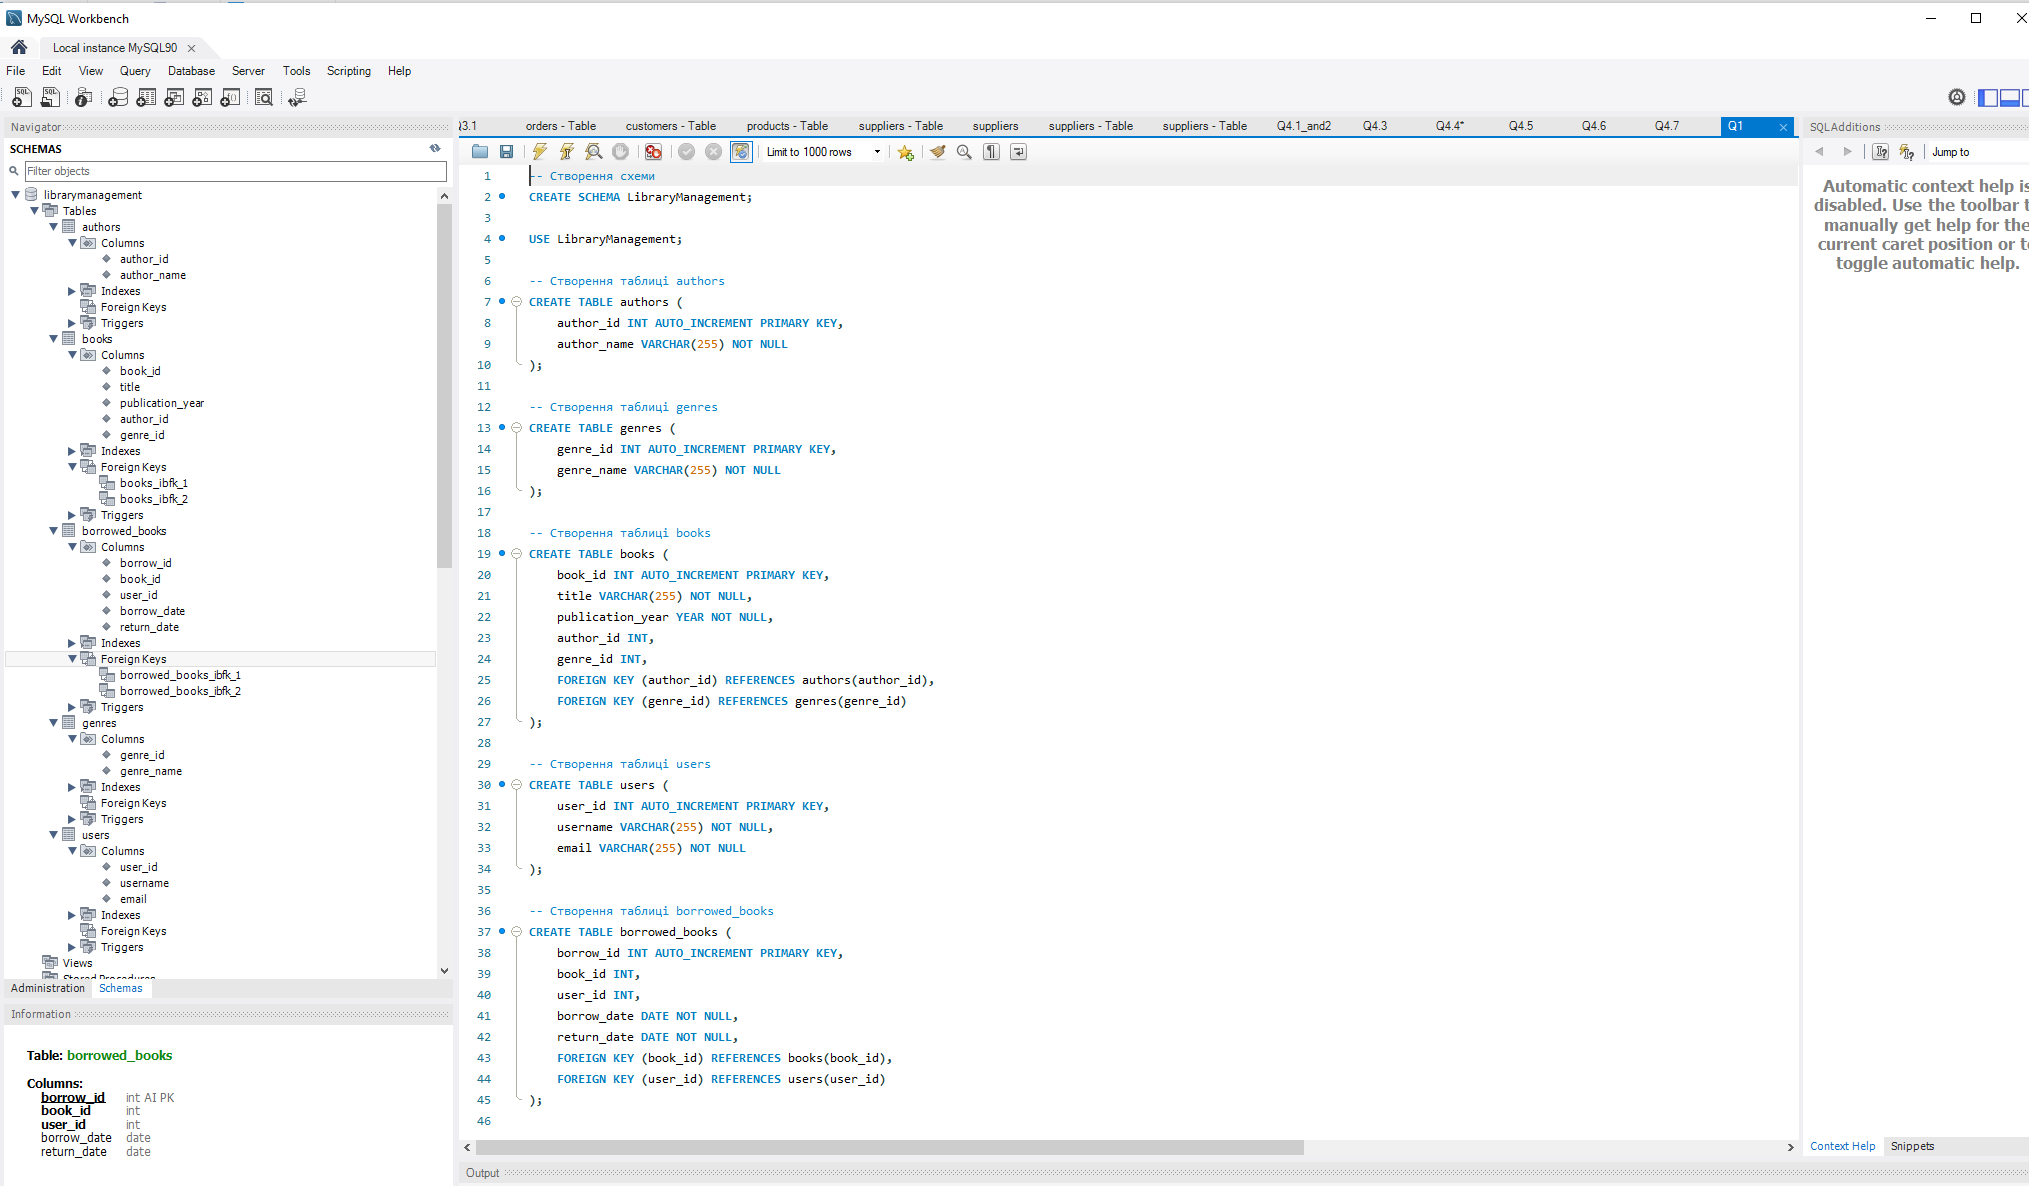 MySQL Workbench
Local instance MySQL90
File Edit View Query Database Server Tools Scripting Help
Navigator
SCHEMAS
Filter objects
librarymanagement
Tables
authors
Columns
author_id
author_name
Indexes
Foreign Keys
Triggers
books
Columns
book_id
title
publication_year
author_id
genre_id
Indexes
Foreign Keys
books_ibfk_1
books_ibfk_2
Triggers
borrowed_books
Columns
borrow_id
book_id
user_id
borrow_date
return_date
Indexes
Foreign Keys
borrowed_books_ibfk_1
borrowed_books_ibfk_2
Triggers
genres
Columns
genre_id
genre_name
Indexes
Foreign Keys
Triggers
users
Columns
user_id
username
email
Indexes
Foreign Keys
Triggers
Views
Stored Procedures
Administration Schemas
Information
Table: borrowed_books
Columns:
borrow_id int AI PK
book_id int
user_id int
borrow_date date
return_date date
3.1 orders - Table customers - Table products - Table suppliers - Table suppliers suppliers - Table suppliers - Table Q4.1_and2 Q4.3 Q4.4* Q4.5 Q4.6 Q4.7 Q1
Limit to 1000 rows
1 -- Створення схеми
2 CREATE SCHEMA LibraryManagement;
3
4 USE LibraryManagement;
5
6 -- Створення таблиці authors
7 CREATE TABLE authors (
8 author_id INT AUTO_INCREMENT PRIMARY KEY,
9 author_name VARCHAR(255) NOT NULL
10 );
11
12 -- Створення таблиці genres
13 CREATE TABLE genres (
14 genre_id INT AUTO_INCREMENT PRIMARY KEY,
15 genre_name VARCHAR(255) NOT NULL
16 );
17
18 -- Створення таблиці books
19 CREATE TABLE books (
20 book_id INT AUTO_INCREMENT PRIMARY KEY,
21 title VARCHAR(255) NOT NULL,
22 publication_year YEAR NOT NULL,
23 author_id INT,
24 genre_id INT,
25 FOREIGN KEY (author_id) REFERENCES authors(author_id),
26 FOREIGN KEY (genre_id) REFERENCES genres(genre_id)
27 );
28
29 -- Створення таблиці users
30 CREATE TABLE users (
31 user_id INT AUTO_INCREMENT PRIMARY KEY,
32 username VARCHAR(255) NOT NULL,
33 email VARCHAR(255) NOT NULL
34 );
35
36 -- Створення таблиці borrowed_books
37 CREATE TABLE borrowed_books (
38 borrow_id INT AUTO_INCREMENT PRIMARY KEY,
39 book_id INT,
40 user_id INT,
41 borrow_date DATE NOT NULL,
42 return_date DATE NOT NULL,
43 FOREIGN KEY (book_id) REFERENCES books(book_id),
44 FOREIGN KEY (user_id) REFERENCES users(user_id)
45 );
46
Output
SQLAdditions
Jump to
Automatic context help is
disabled. Use the toolbar t
manually get help for the
current caret position or to
toggle automatic help.
Context Help Snippets